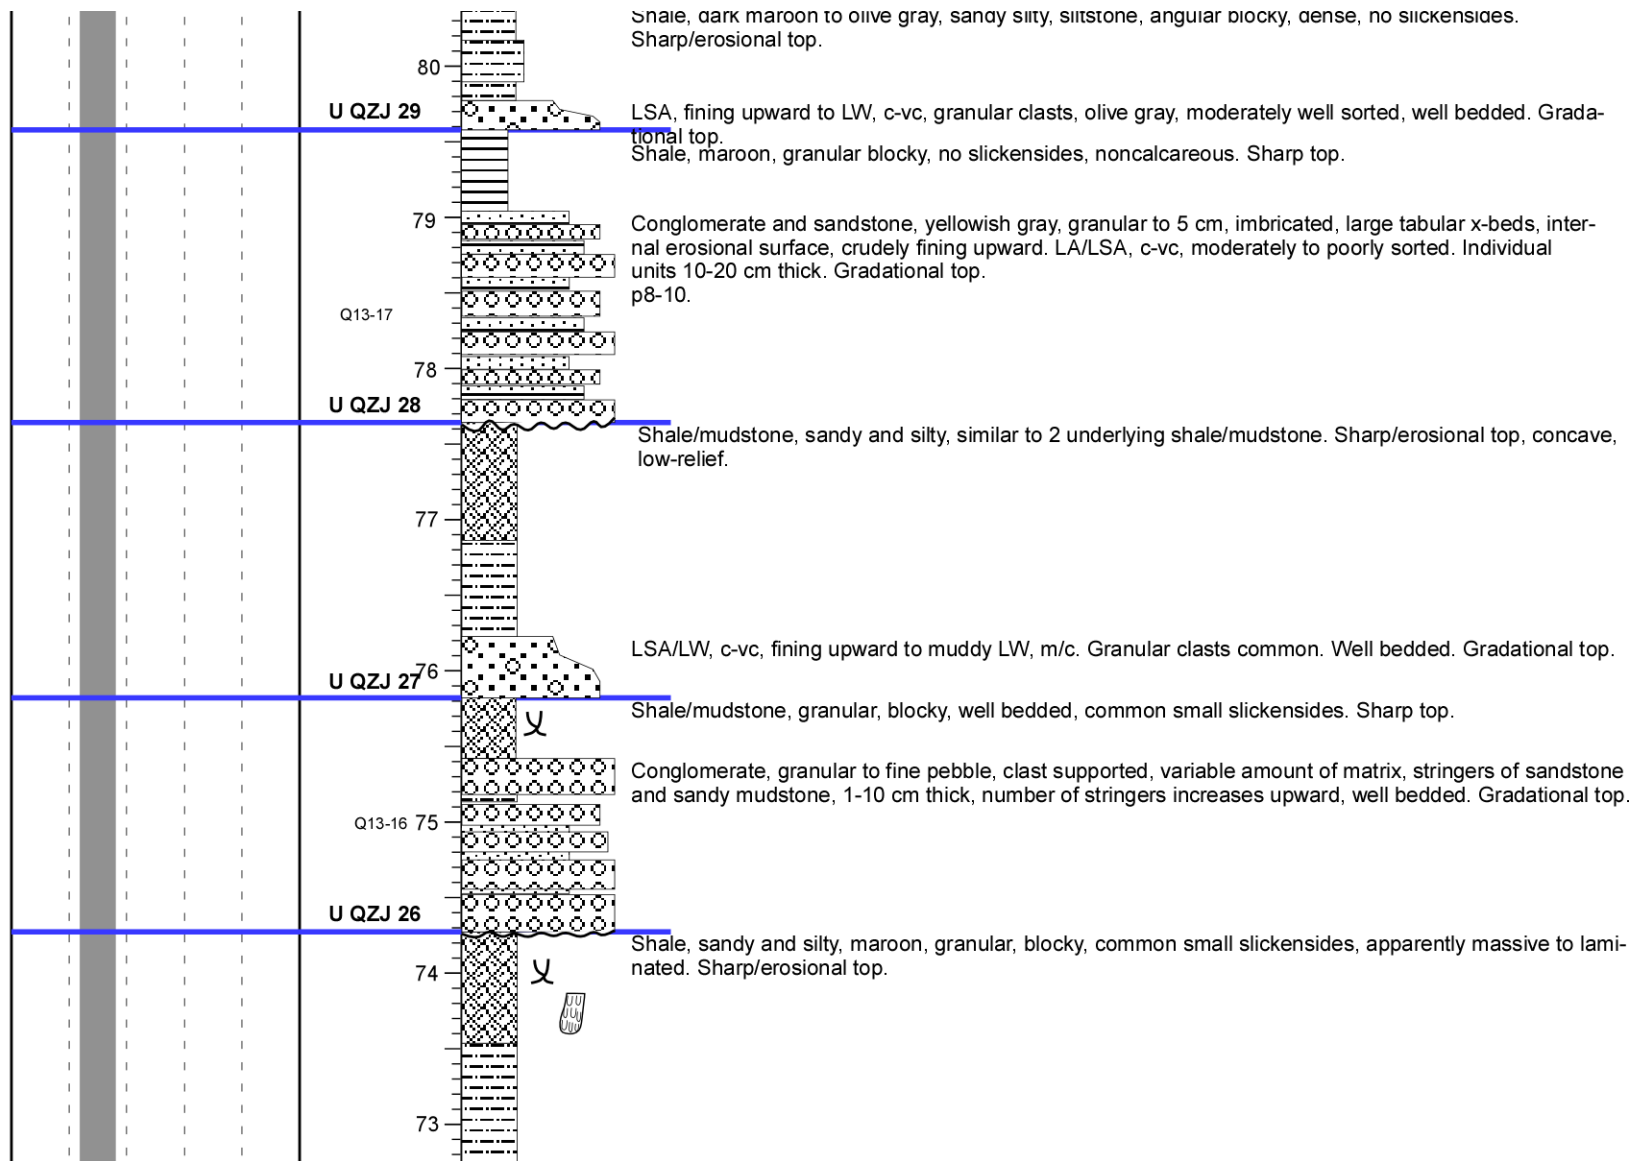 Shale, dark maroon to olive gray, sandy silty, siltstone, angular blocky, dense, no slickensides.
Sharp/erosional top.
80
U QZJ 29
LSA, fining upward to LW, c-vc, granular clasts, olive gray, moderately well sorted, well bedded. Grada-
tional top.
Shale, maroon, granular blocky, no slickensides, noncalcareous. Sharp top.
79
Conglomerate and sandstone, yellowish gray, granular to 5 cm, imbricated, large tabular x-beds, inter-
nal erosional surface, crudely fining upward. LA/LSA, c-vc, moderately to poorly sorted. Individual
units 10-20 cm thick. Gradational top.
p8-10.
Q13-17
78
U QZJ 28
Shale/mudstone, sandy and silty, similar to 2 underlying shale/mudstone. Sharp/erosional top, concave,
low-relief.
77
LSA/LW, c-vc, fining upward to muddy LW, m/c. Granular clasts common. Well bedded. Gradational top.
76
U QZJ 27
Shale/mudstone, granular, blocky, well bedded, common small slickensides. Sharp top.
Conglomerate, granular to fine pebble, clast supported, variable amount of matrix, stringers of sandstone
and sandy mudstone, 1-10 cm thick, number of stringers increases upward, well bedded. Gradational top.
Q13-16 75
U QZJ 26
Shale, sandy and silty, maroon, granular, blocky, common small slickensides, apparently massive to lami-
nated. Sharp/erosional top.
74
73